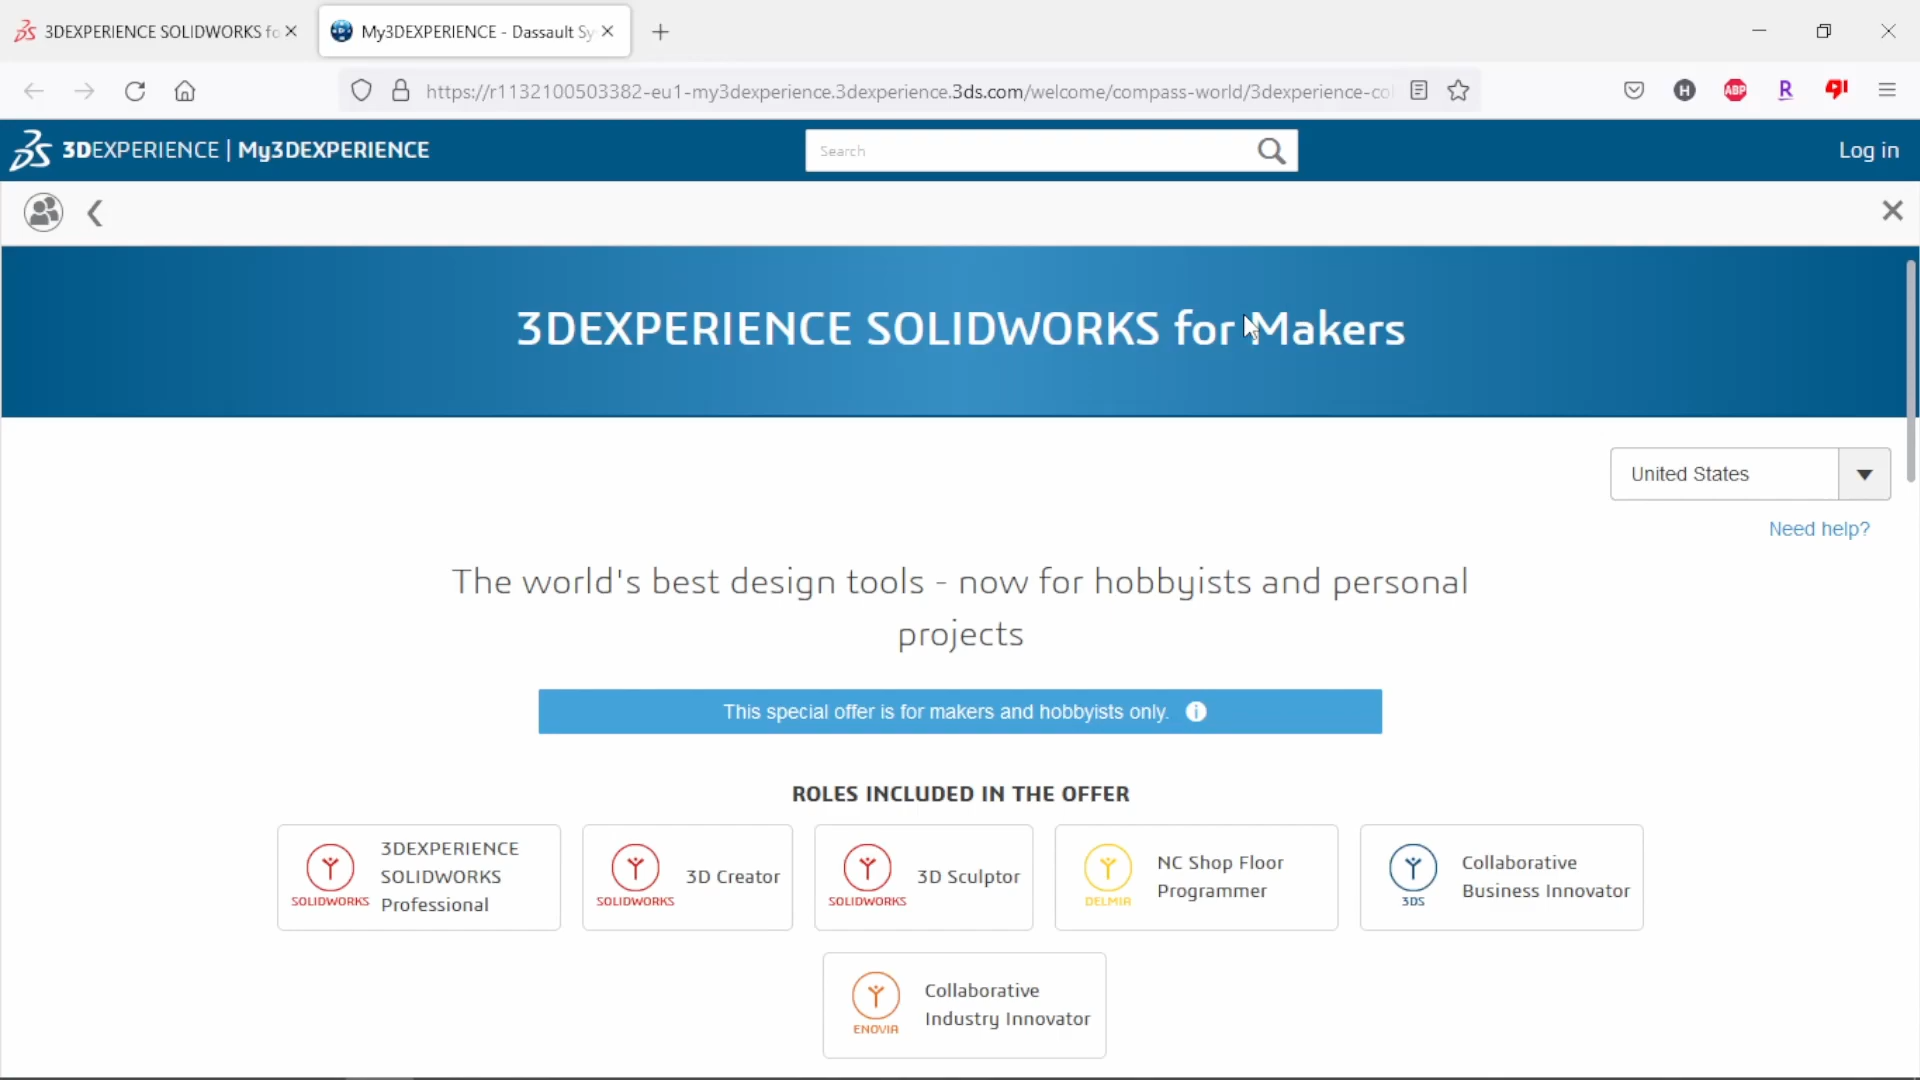 3DEXPERIENCE SOLIDWORKS fo
My3DEXPERIENCE - Dassault Sy
https://r1132100503382-eu1-my3dexperience.3dexperience.3ds.com/welcome/compass-world/3dexperience-col
ABP
H
R
3DEXPERIENCE | My3DEXPERIENCE
Search
Log in
3DEXPERIENCE SOLIDWORKS for Makers
United States
Need help?
The world's best design tools - now for hobbyists and personal
projects
This special offer is for makers and hobbyists only.
ROLES INCLUDED IN THE OFFER
SOLIDWORKS
3DEXPERIENCE
SOLIDWORKS
Professional
SOLIDWORKS
3D Creator
SOLIDWORKS
3D Sculptor
DELMIA
NC Shop Floor
Programmer
3DS
Collaborative
Business Innovator
ENOVIA
Collaborative
Industry Innovator